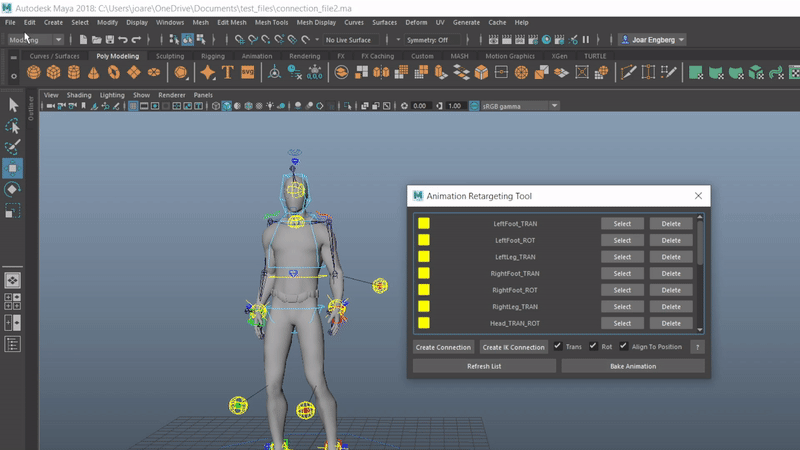 Autodesk Maya 2018: C:\Users\joare\OneDrive\Documents\test_files\connection_file2.ma
File Edit Create Select Modify Display Windows Mesh Edit Mesh Mesh Tools Mesh Display Curves Surfaces Deform UV Generate Cache Help
No Live Surface Symmetry: Off Joar Engberg
Curves / Surfaces Poly Modeling Sculpting Rigging Animation Rendering FX FX Caching Custom MASH Motion Graphics XGen TURTLE
View Shading Lighting Show Renderer Panels
0.00 1.00 sRGB gamma
Outliner
Animation Retargeting Tool
LeftFoot_TRAN Select Delete
LeftFoot_ROT Select Delete
LeftLeg_TRAN Select Delete
RightFoot_TRAN Select Delete
RightFoot_ROT Select Delete
RightLeg_TRAN Select Delete
Head_TRAN_ROT Select Delete
Create Connection Create IK Connection Trans Rot Align To Position ?
Refresh List Bake Animation